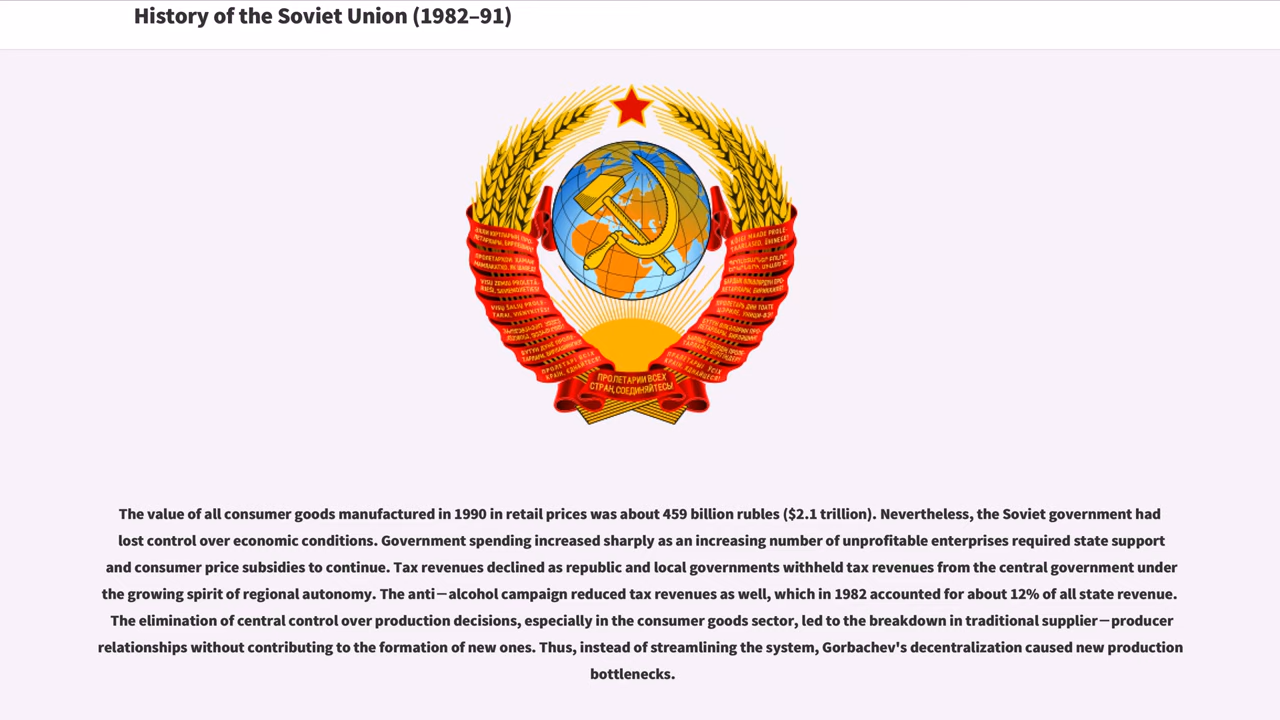 History of the Soviet Union (1982–91)
ПРОЛЕТАРИИ ВСЕХ
СТРАН, СОЕДИНЯЙТЕСЬ!
The value of all consumer goods manufactured in 1990 in retail prices was about 459 billion rubles ($2.1 trillion). Nevertheless, the Soviet government had
lost control over economic conditions. Government spending increased sharply as an increasing number of unprofitable enterprises required state support
and consumer price subsidies to continue. Tax revenues declined as republic and local governments withheld tax revenues from the central government under
the growing spirit of regional autonomy. The anti—alcohol campaign reduced tax revenues as well, which in 1982 accounted for about 12% of all state revenue.
The elimination of central control over production decisions, especially in the consumer goods sector, led to the breakdown in traditional supplier—producer
relationships without contributing to the formation of new ones. Thus, instead of streamlining the system, Gorbachev's decentralization caused new production
bottlenecks.